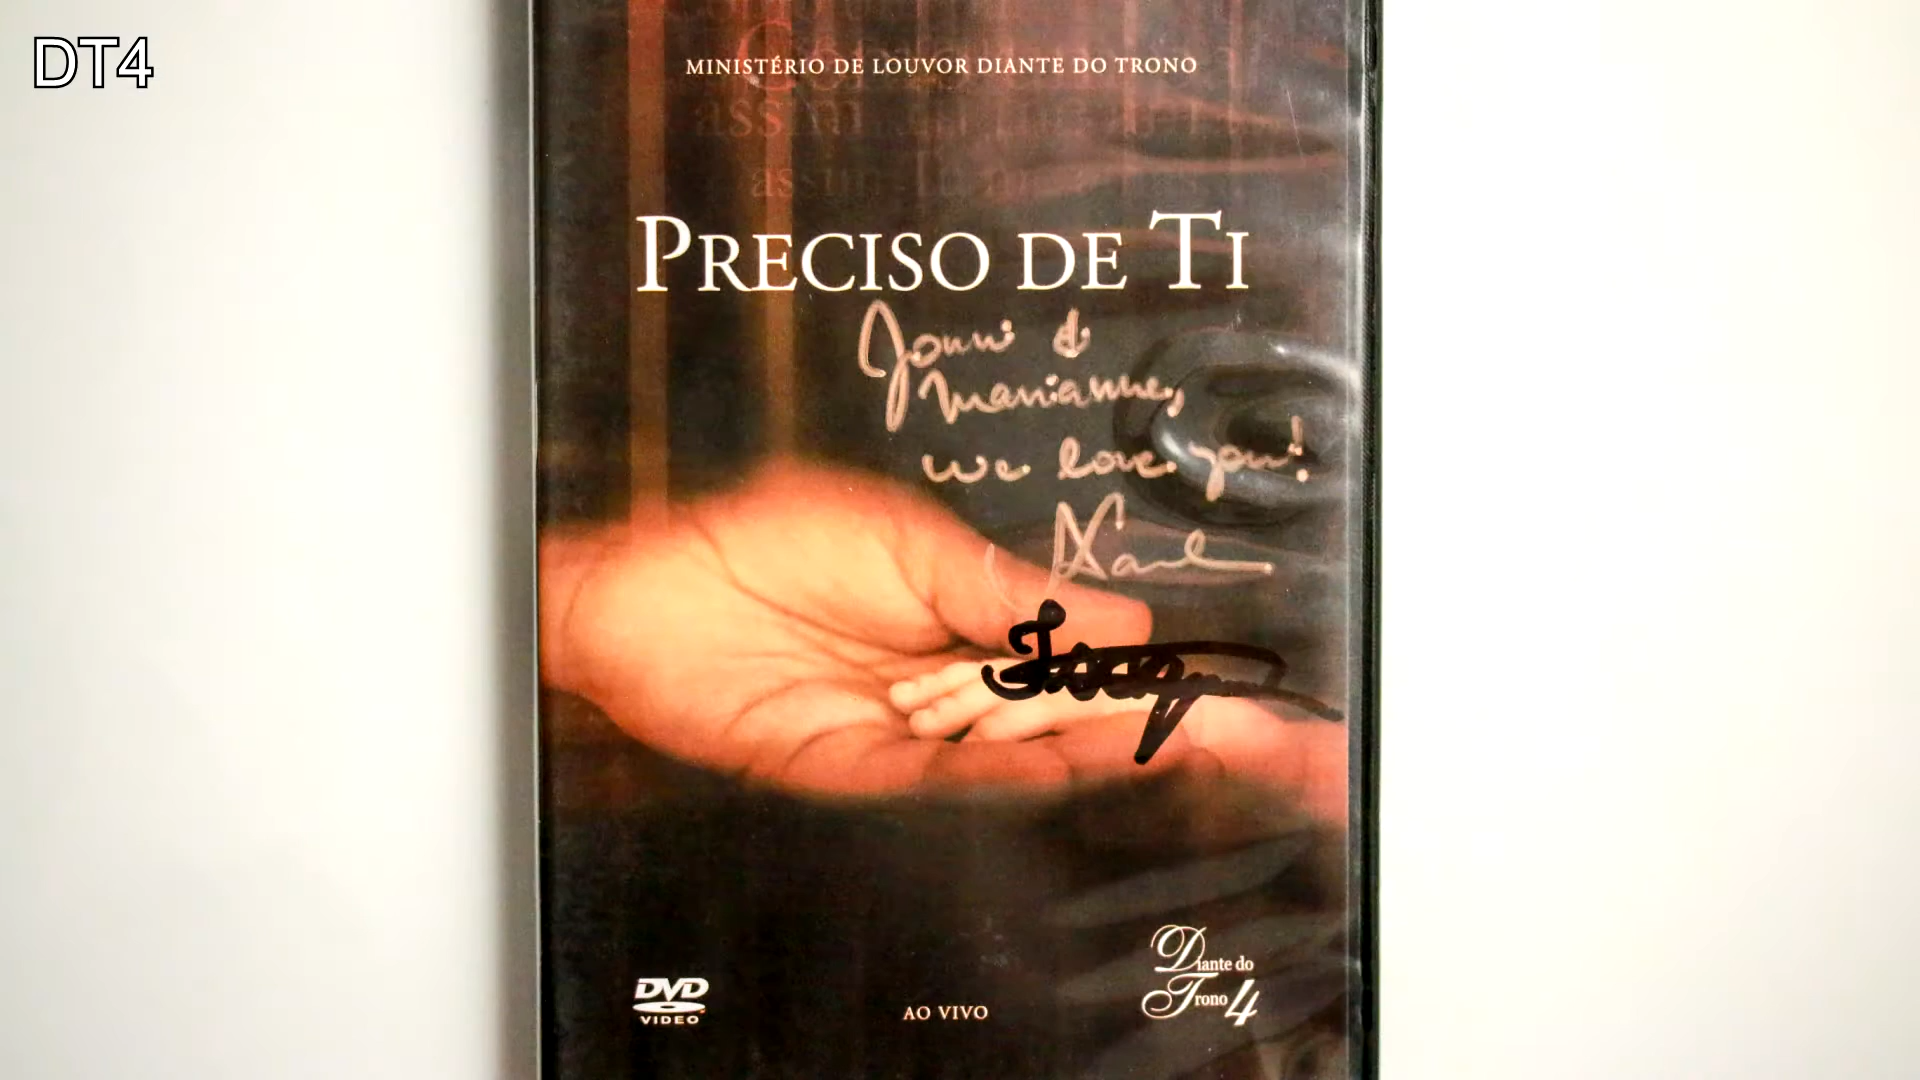 DT4
MINISTÉRIO DE LOUVOR DIANTE DO TRONO
assim
PRECISO DE TI
Jonni &
Marianne,
we love you!
DVD
VIDEO
AO VIVO
Diante do
Trono 4